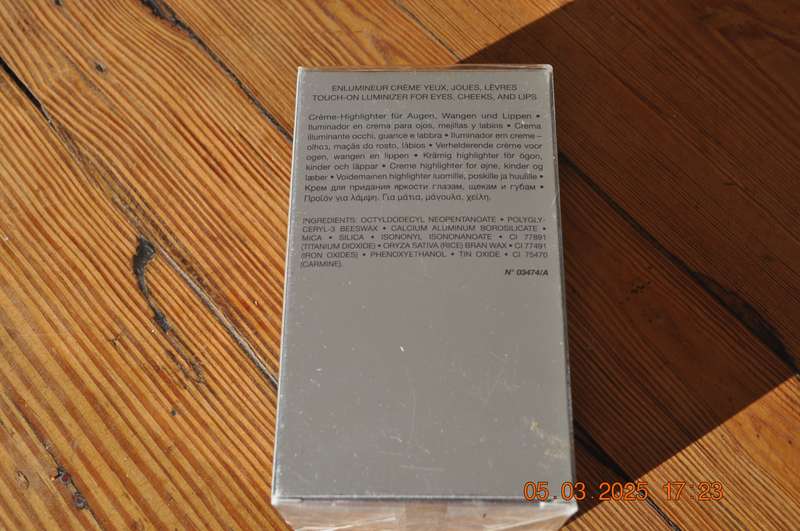 ENLUMINEUR CRÈME YEUX, JOUES, LÈVRES
TOUCH-ON LUMINIZER FOR EYES, CHEEKS, AND LIPS
Crème-Highlighter für Augen, Wangen und Lippen •
Iluminador en crema para ojos, mejillas y labios • Crema
illuminante occhi, guance e labbra • Iluminador em creme –
olhos, maçãs do rosto, lábios • Verhelderende crème voor
ogen, wangen en lippen • Krämig highlighter för ögon,
kinder och läppar • Creme highlighter for øjne, kinder og
læber • Voidemainen highlighter luomille, poskille ja huulille •
Крем для придания яркости глазам, щекам и губам •
Προϊόν για λάμψη. Για μάτια, μάγουλα, χείλη.
INGREDIENTS: OCTYLDODECYL NEOPENTANOATE • POLYGLY-
CERYL-3 BEESWAX • CALCIUM ALUMINUM BOROSILICATE •
MICA • SILICA • ISONONYL ISONONANOATE • CI 77891
(TITANIUM DIOXIDE) • ORYZA SATIVA (RICE) BRAN WAX • CI 77491
(IRON OXIDES) • PHENOXYETHANOL • TIN OXIDE • CI 75470
(CARMINE).
N° 03474/A
05.03.2025 17:23